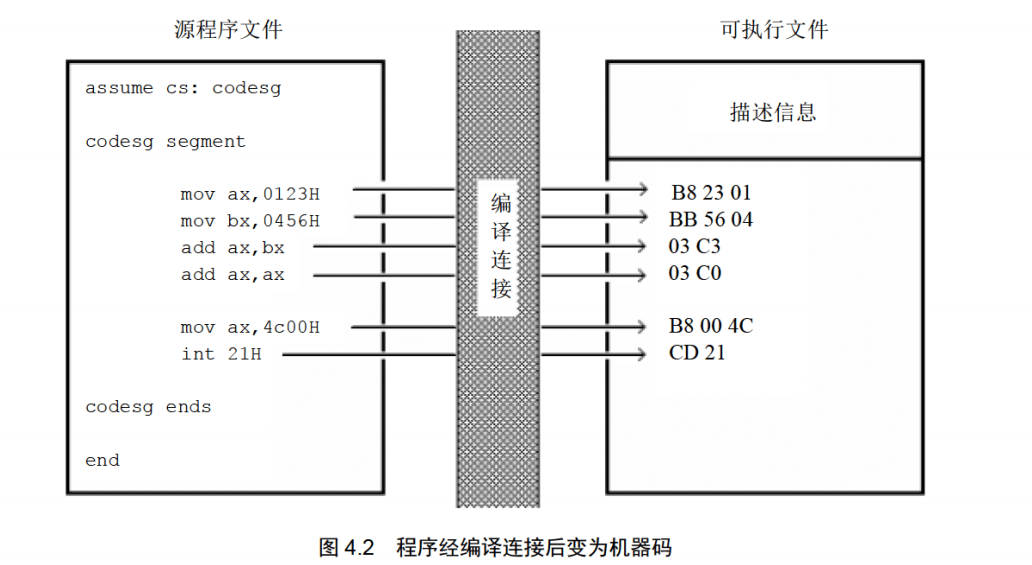 源程序文件
assume cs: codesg
codesg segment
mov ax,0123H
mov bx,0456H
add ax,bx
add ax,ax
mov ax,4c00H
int 21H
codesg ends
end
编译连接
可执行文件
描述信息
B8 23 01
BB 56 04
03 C3
03 C0
B8 00 4C
CD 21
图 4.2 程序经编译连接后变为机器码